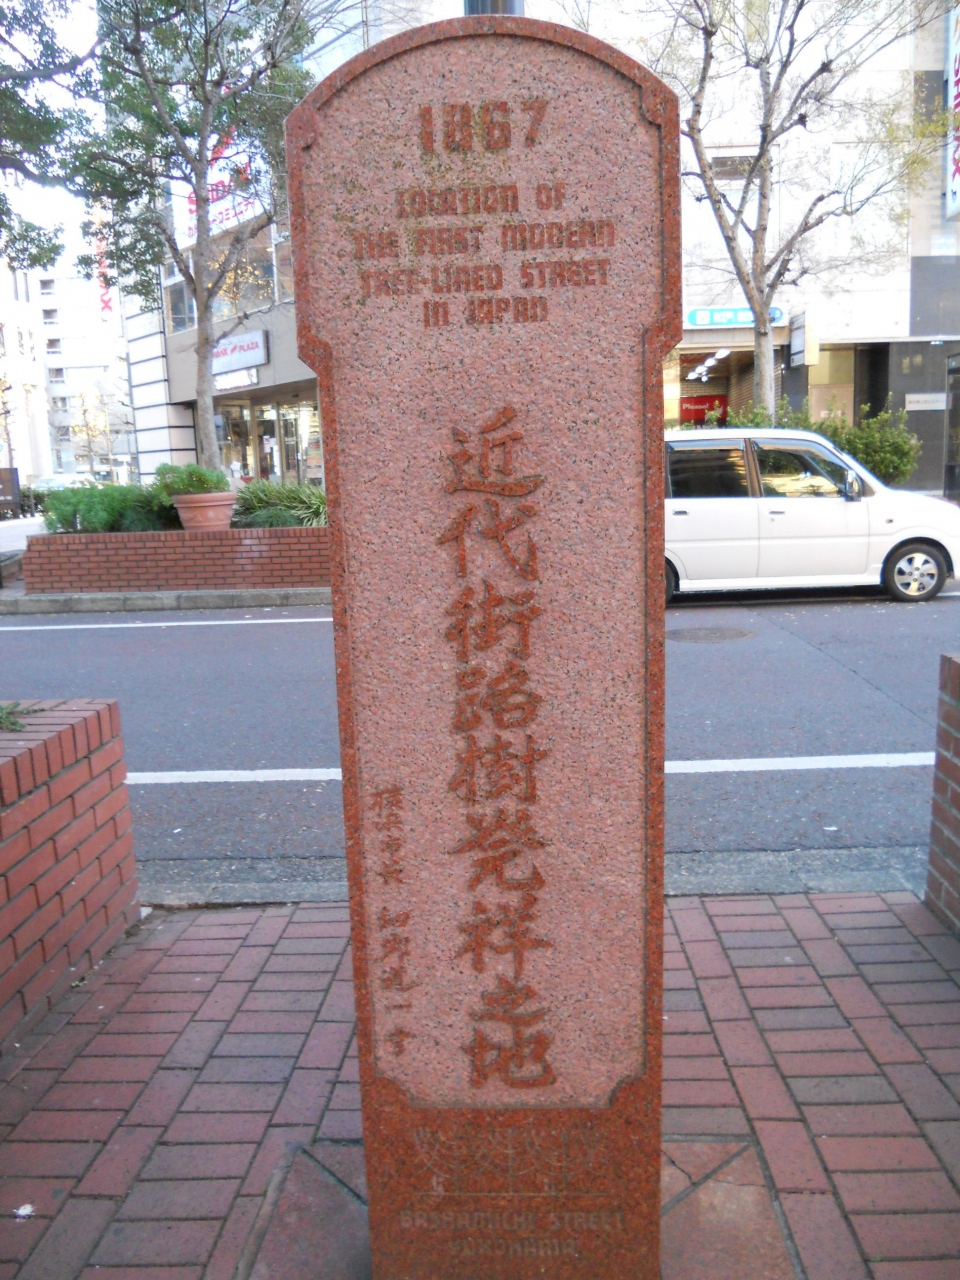 1867
LOCATION OF
THE FIRST MODERN
TREE-LINED STREET
IN JAPAN
近代街路樹発祥之地
BASHAMICHI STREET
YOKOHAMA
PLAZA